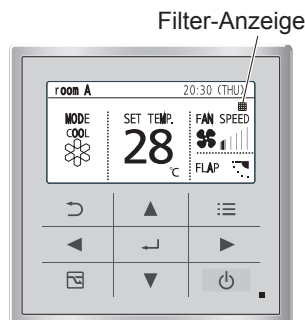 Filter-Anzeige
room A 20:30 (THU)
MODE SET TEMP. FAN SPEED
COOL
28 °C
FLAP